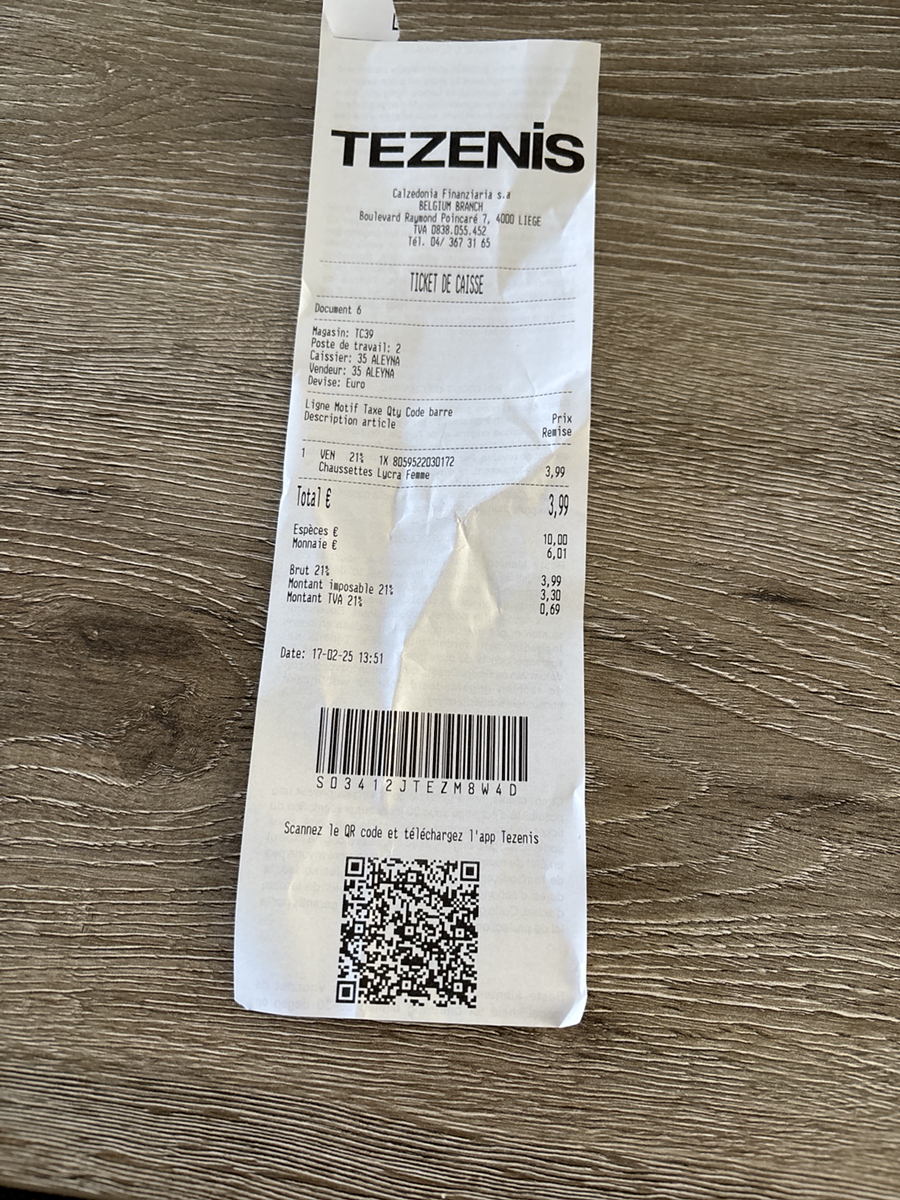 TEZENiS
Calzedonia Finanziaria s.a
BELGIUM BRANCH
Boulevard Raymond Poincaré 7, 4000 LIEGE
TVA 0838.055.452
Tél. 04/ 367 31 65
TICKET DE CAISSE
Document 6
Magasin: TC39
Poste de travail: 2
Caissier: 35 ALEYNA
Vendeur: 35 ALEYNA
Devise: Euro
Ligne Motif Taxe Qty Code barre Prix
Description article Remise
1 VEN 21% 1X 8059522030172
Chaussettes Lycra Femme 3,99
Total € 3,99
Espèces € 10,00
Monnaie € 6,01
Brut 21% 3,99
Montant imposable 21% 3,30
Montant TVA 21% 0,69
Date: 17-02-25 13:51
S03412JTEZM8W4D
Scannez le QR code et téléchargez l'app Tezenis